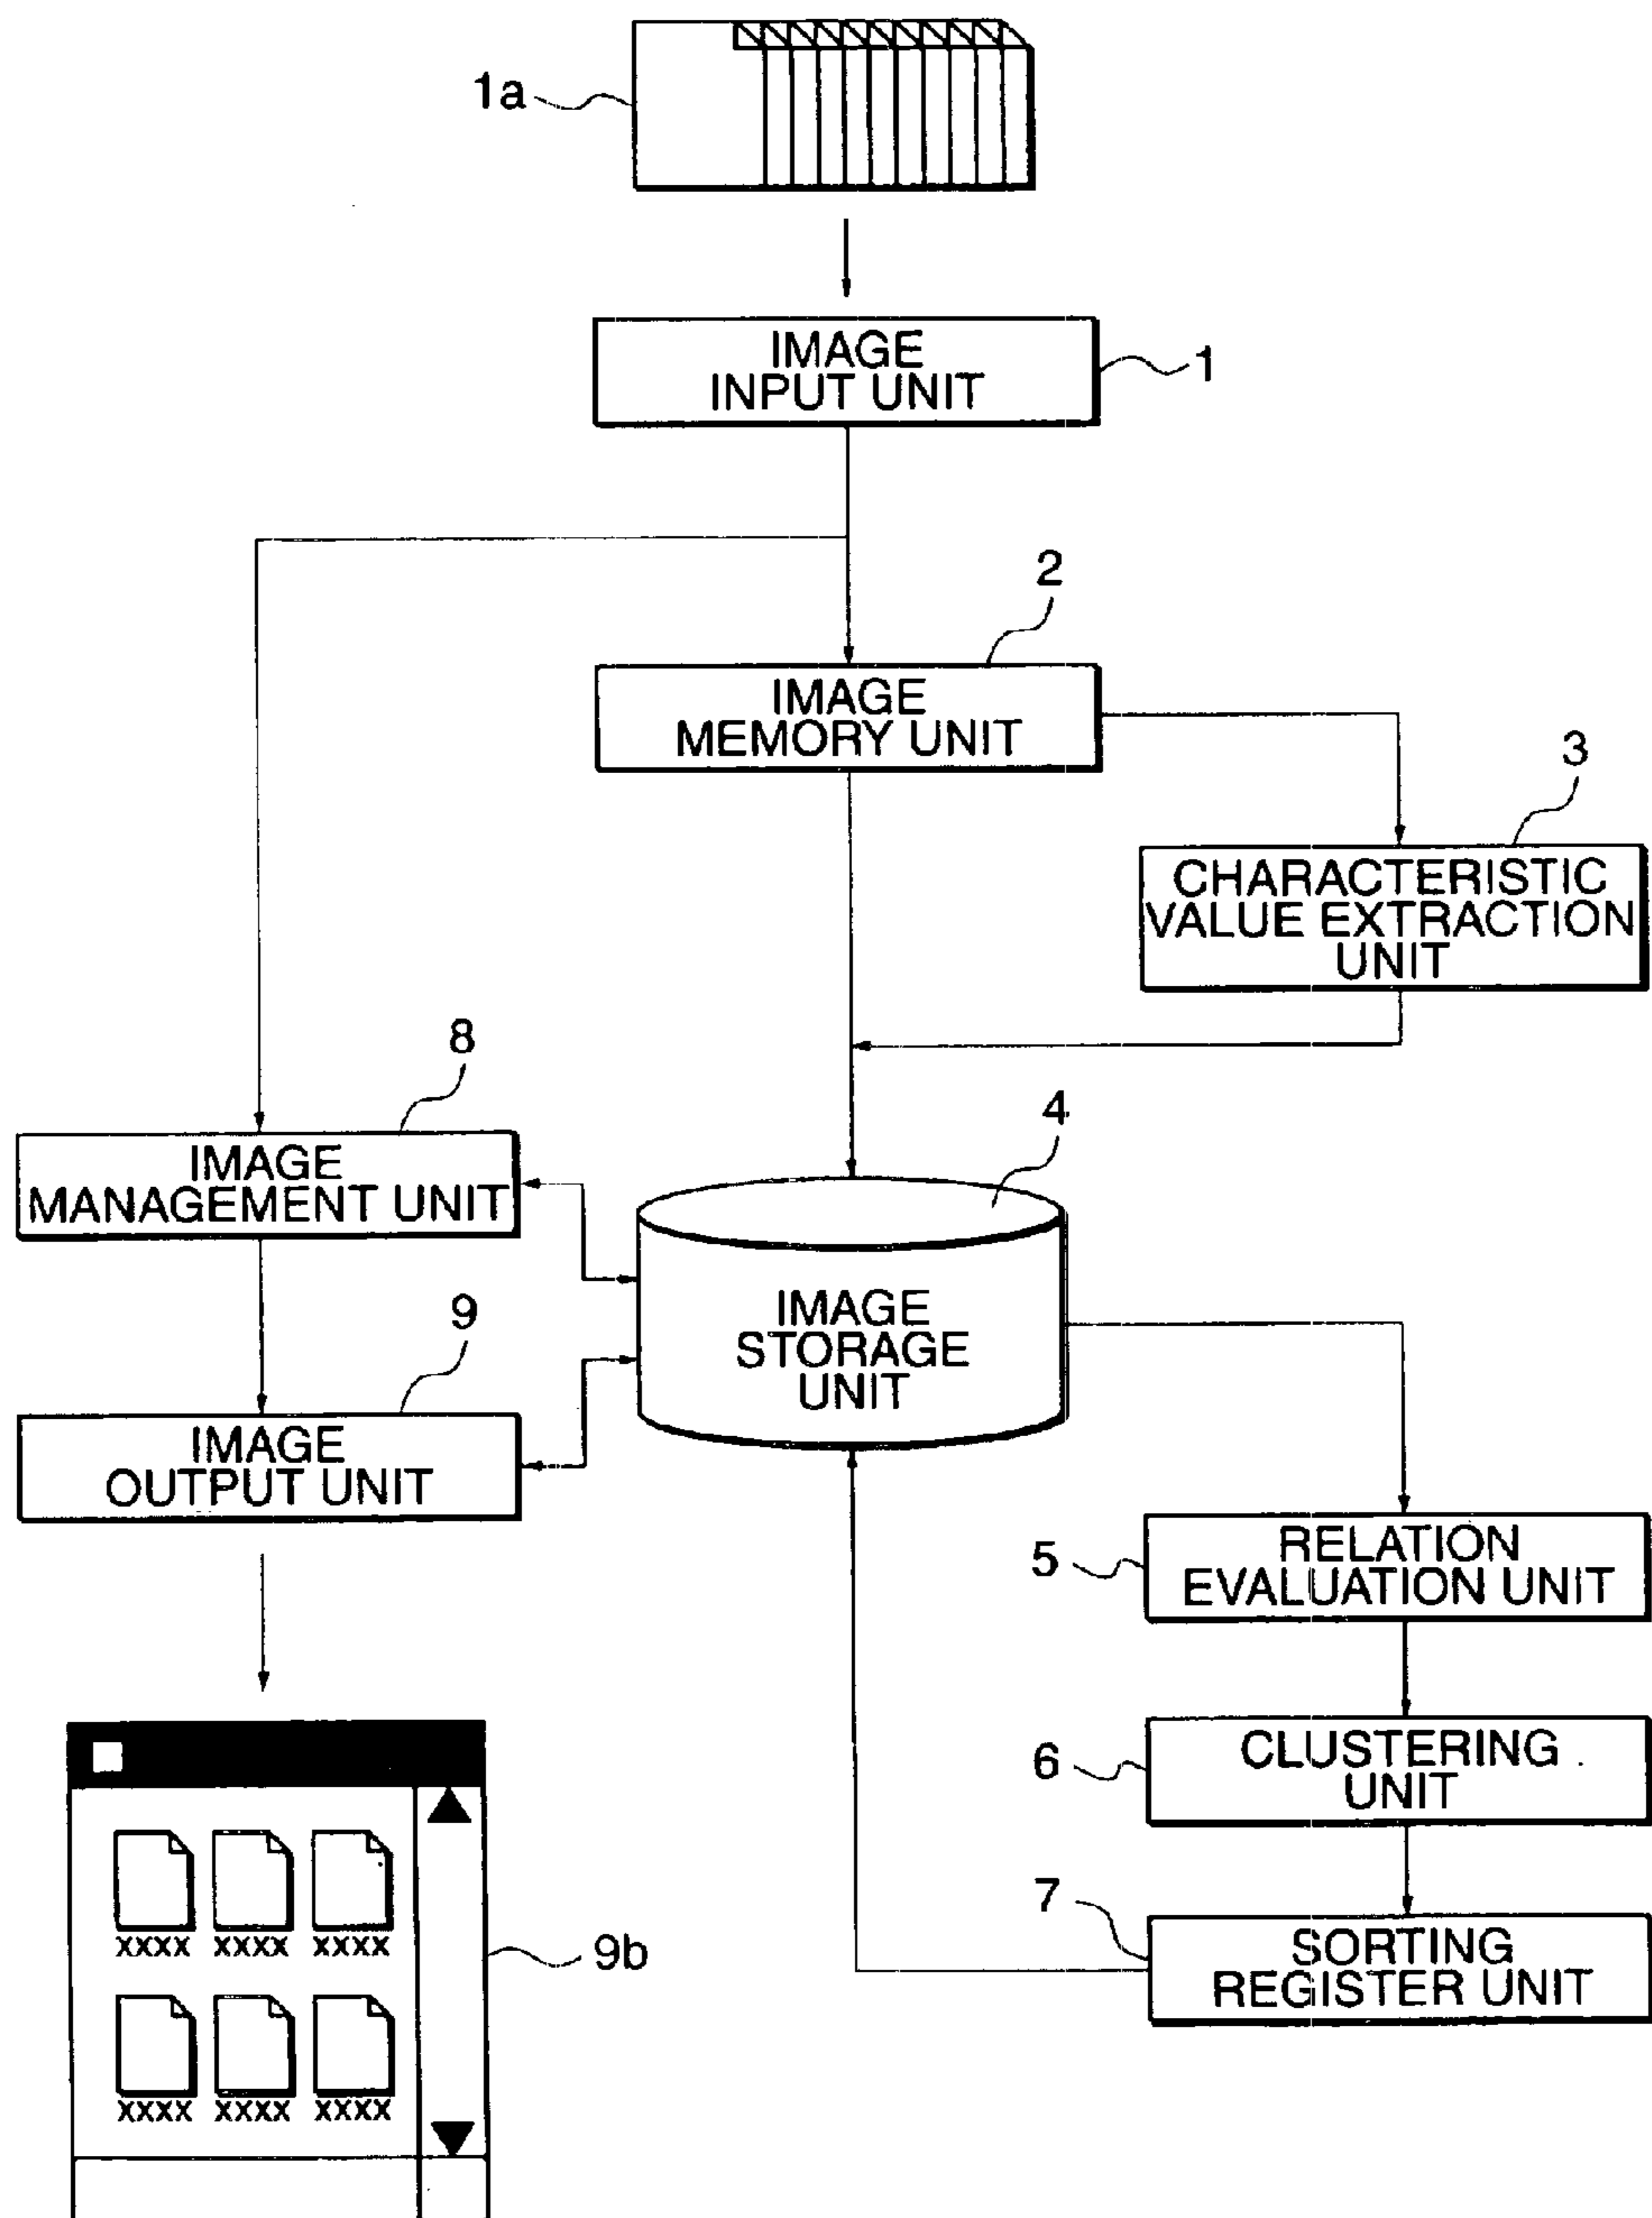 1a
IMAGE
INPUT UNIT
1
2
IMAGE
MEMORY UNIT
3
CHARACTERISTIC
VALUE EXTRACTION
UNIT
8
IMAGE
MANAGEMENT UNIT
4
IMAGE
STORAGE
UNIT
9
IMAGE
OUTPUT UNIT
5
RELATION
EVALUATION UNIT
6
CLUSTERING
UNIT
7
SORTING
REGISTER UNIT
xxxx xxxx xxxx
9b
xxxx xxxx xxxx